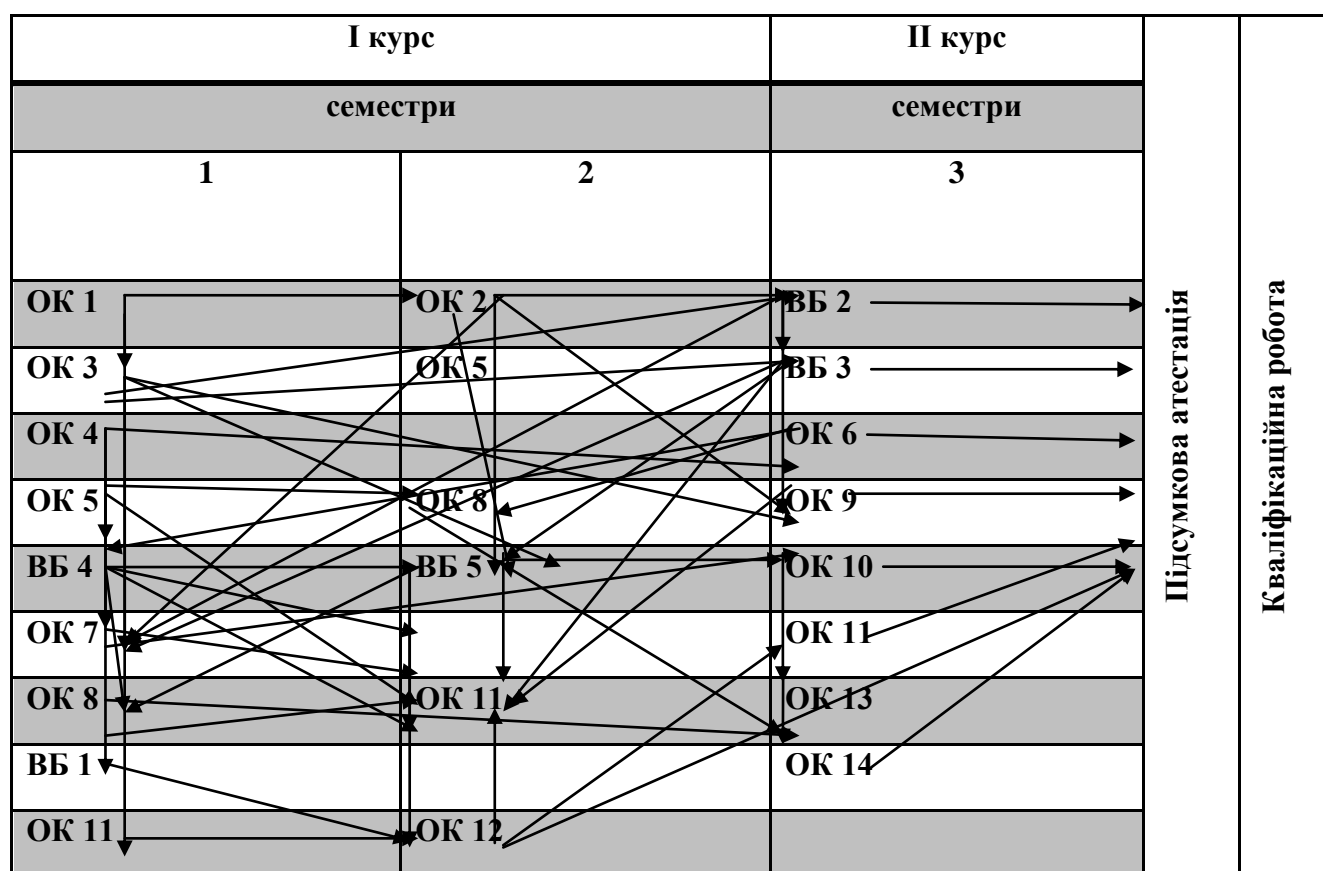 I курс II курс
семестри семестри
1 2 3
ОК 1 ОК 2 ВБ 2
ОК 3 ОК 5 ВБ 3
ОК 4 ОК 6
ОК 5 ОК 8 ОК 9
ВБ 4 ВБ 5 ОК 10
ОК 7 ОК 11
ОК 8 ОК 11 ОК 13
ВБ 1 ОК 14
ОК 11 ОК 12
Підсумкова атестація
Кваліфікаційна робота